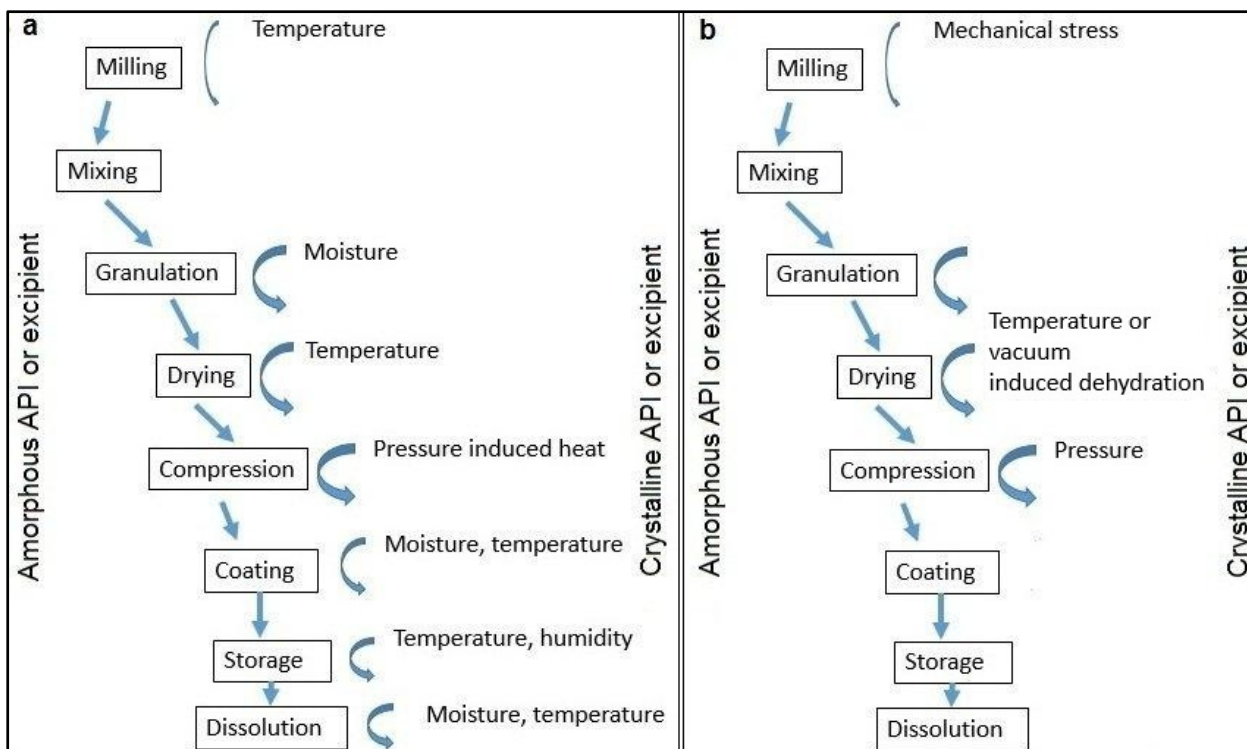 a
Temperature
Milling
Mixing
Granulation
Moisture
Drying
Temperature
Compression
Pressure induced heat
Coating
Moisture, temperature
Storage
Temperature, humidity
Dissolution
Moisture, temperature
Amorphous API or excipient
Crystalline API or excipient
b
Mechanical stress
Milling
Mixing
Granulation
Temperature or
vacuum
induced dehydration
Drying
Compression
Pressure
Coating
Storage
Dissolution
Amorphous API or excipient
Crystalline API or excipient